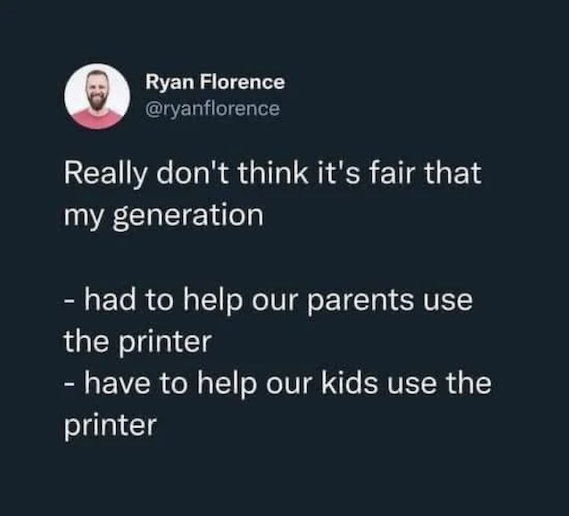 Ryan Florence
@ryanflorence
Really don't think it's fair that
my generation
- had to help our parents use
the printer
- have to help our kids use the
printer